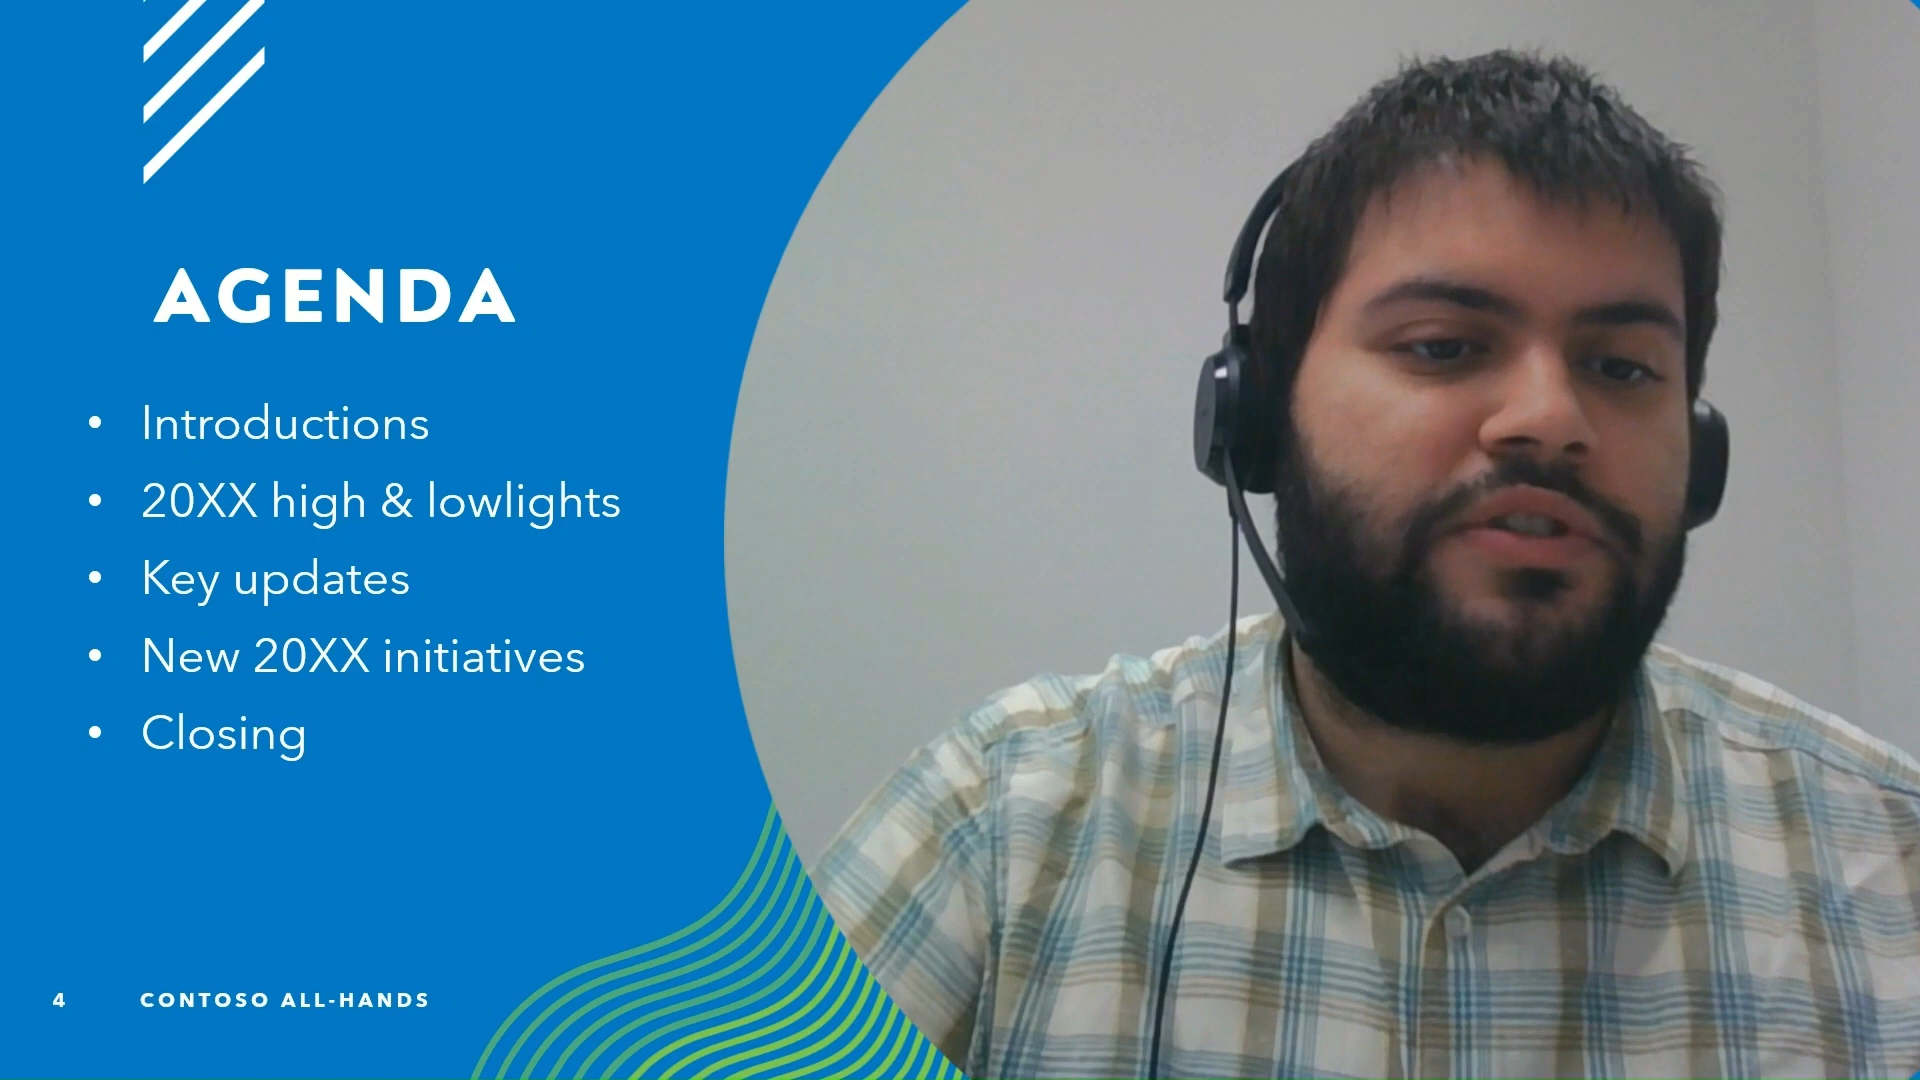 AGENDA
• Introductions
• 20XX high & lowlights
• Key updates
• New 20XX initiatives
• Closing
4 CONTOSO ALL-HANDS